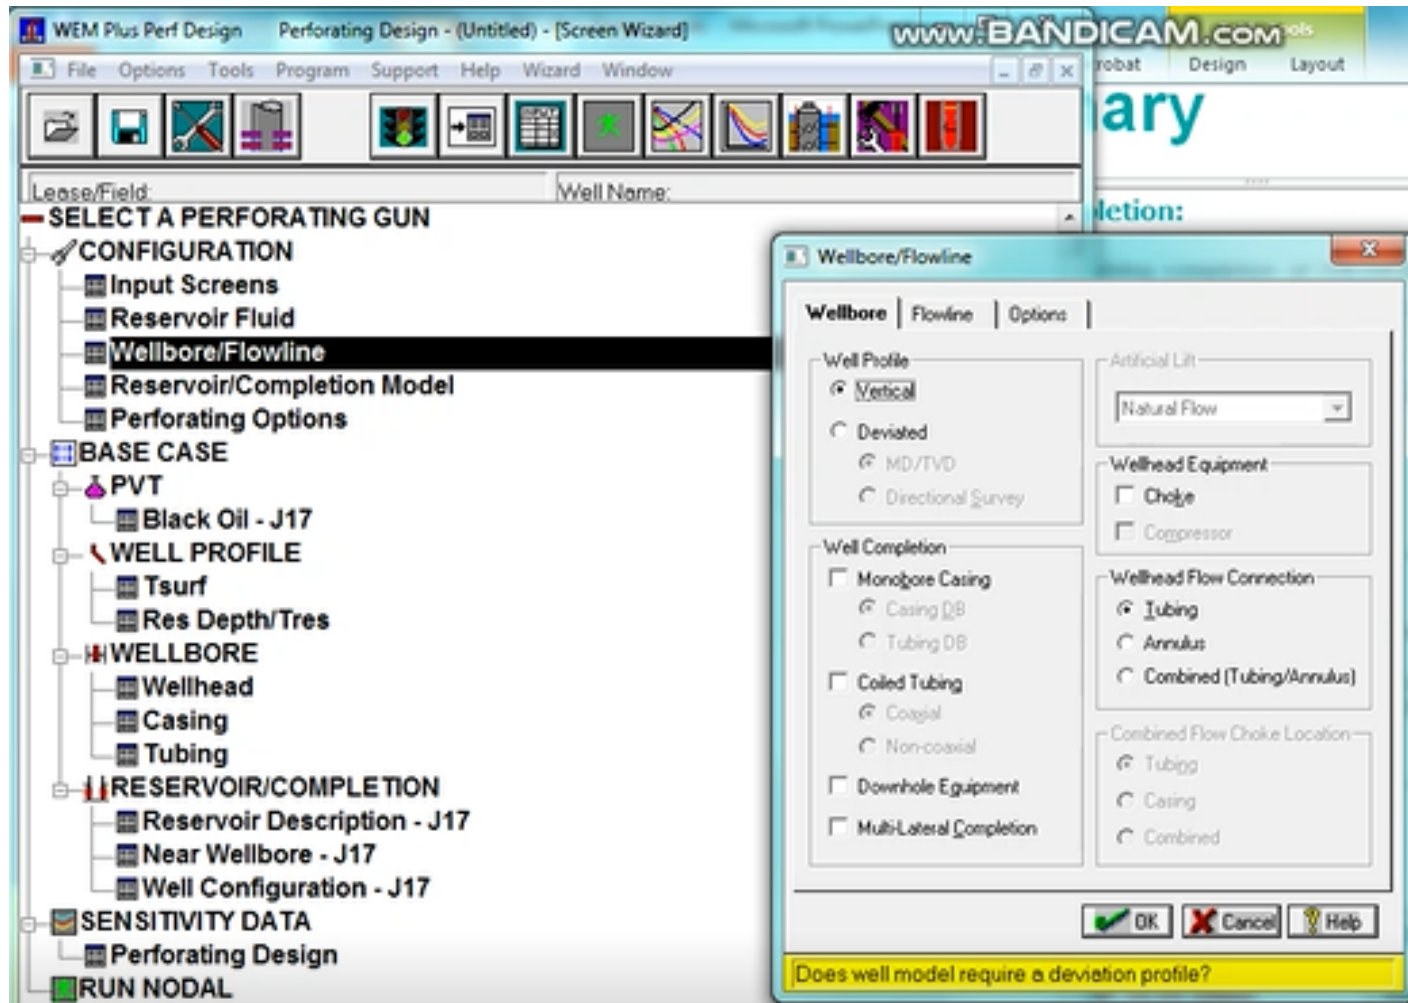 WEM Plus Perf Design Perforating Design - (Untitled) - [Screen Wizard]
www.BANDICAM.com
File Options Tools Program Support Help Wizard Window
robat Design Layout
ary
INPUT
Lease/Field: Well Name:
SELECT A PERFORATING GUN
letion:
CONFIGURATION
Input Screens
Reservoir Fluid
Wellbore/Flowline
Reservoir/Completion Model
Perforating Options
BASE CASE
PVT
Black Oil - J17
WELL PROFILE
Tsurf
Res Depth/Tres
WELLBORE
Wellhead
Casing
Tubing
RESERVOIR/COMPLETION
Reservoir Description - J17
Near Wellbore - J17
Well Configuration - J17
SENSITIVITY DATA
Perforating Design
RUN NODAL
Wellbore/Flowline
Wellbore Flowline Options
Well Profile
Vertical
Deviated
MD/TVD
Directional Survey
Well Completion
Monobore Casing
Casing DB
Tubing DB
Coiled Tubing
Coaxial
Non-coaxial
Downhole Equipment
Multi-Lateral Completion
Artificial Lift
Natural Flow
Wellhead Equipment
Choke
Compressor
Wellhead Flow Connection
Tubing
Annulus
Combined (Tubing/Annulus)
Combined Flow Choke Location
Tubing
Casing
Combined
OK Cancel Help
Does well model require a deviation profile?